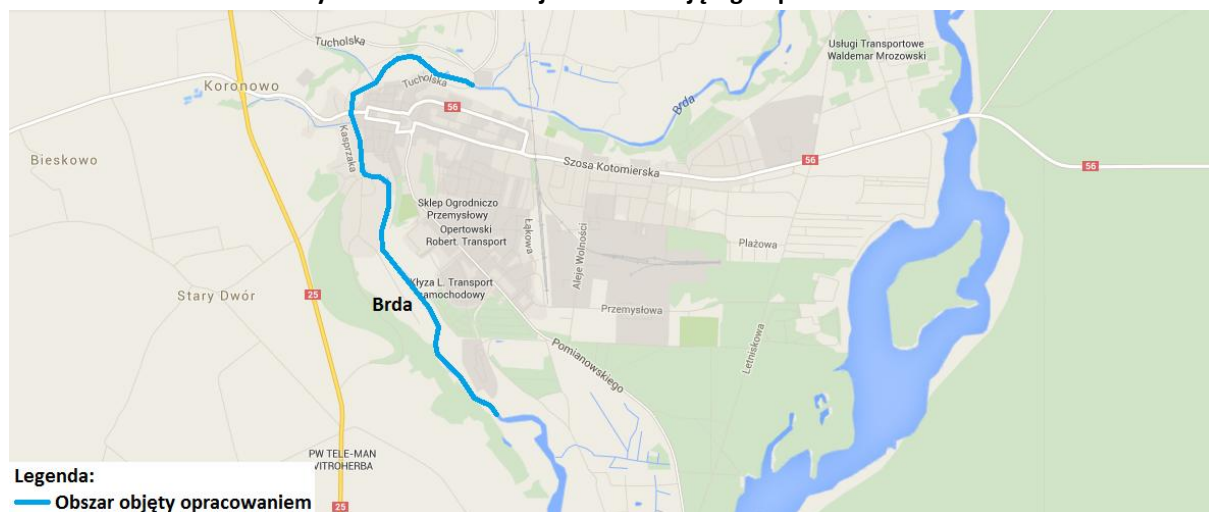 Tucholska
Usługi Transportowe
Waldemar Mrozowski
Koronowo
Tucholska
56
Brda
Kasprzaka
Bieskowo
Szosa Kotomierska
56
56
Sklep Ogrodniczo
Przemysłowy
Opertowski
Robert. Transport
Łąkowa
Aleje Wolności
Plażowa
Stary Dwór
25
Kłyza L. Transport
Samochodowy
Brda
Przemysłowa
Letniskowa
Pomianowskiego
PW TELE-MAN
VITROHERBA
Legenda:
Obszar objęty opracowaniem
25